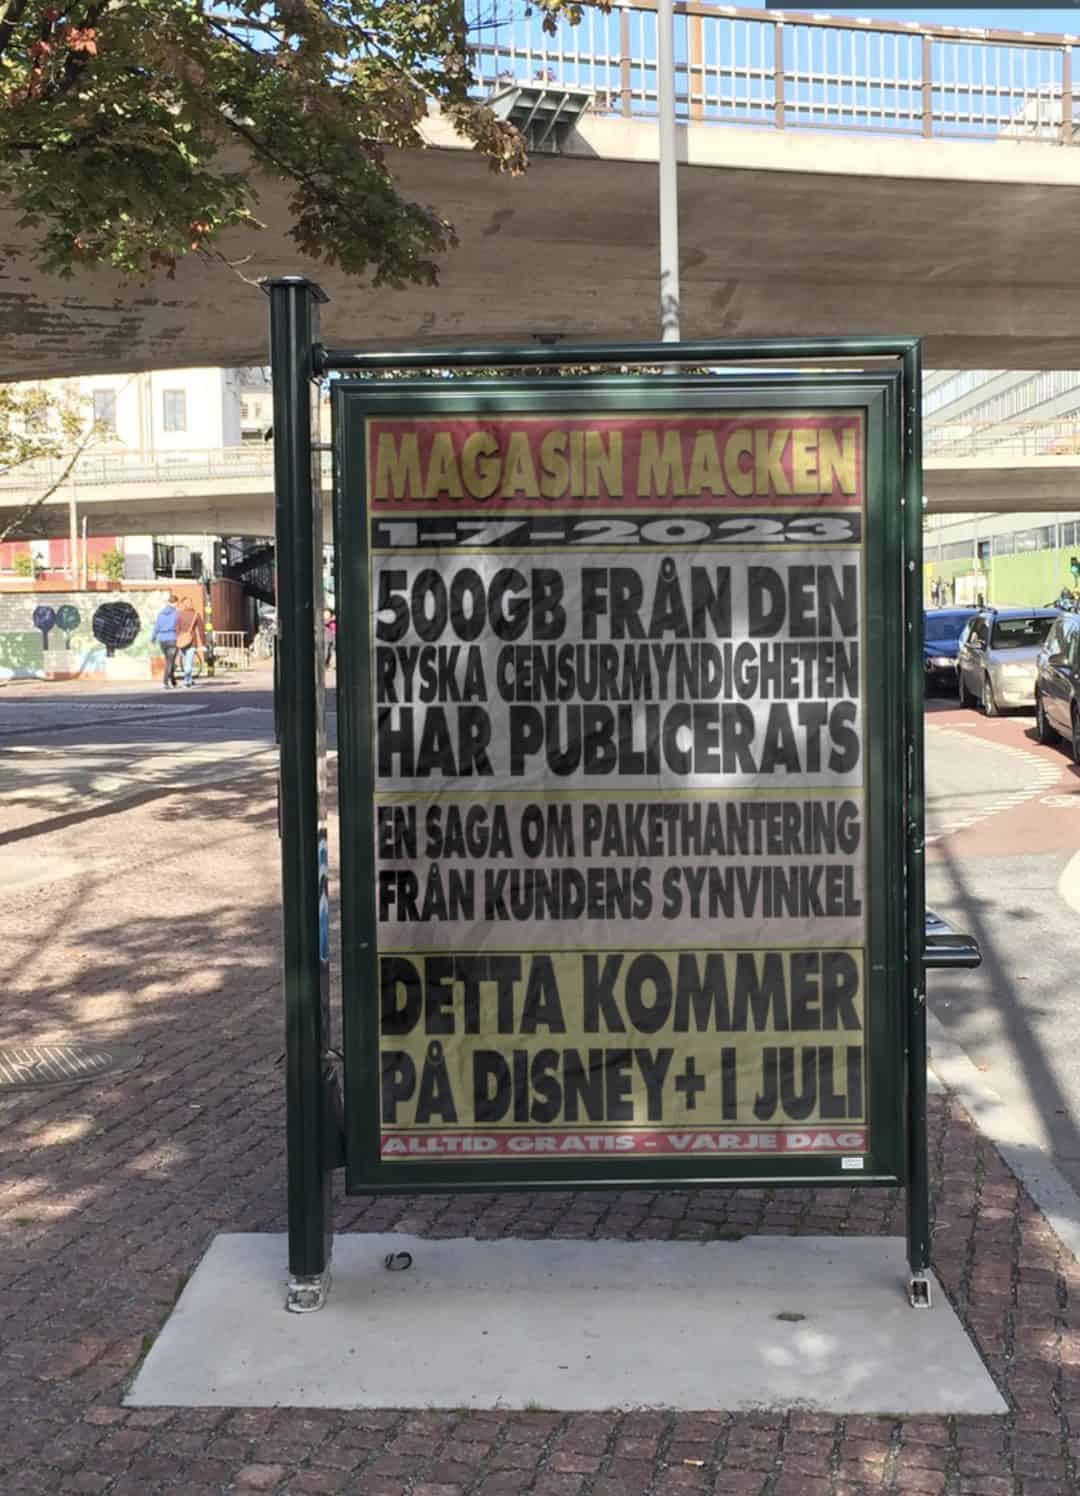 MAGASIN MACKEN
1-7-2023
500GB FRÅN DEN
RYSKA CENSURMYNDIGHETEN
HAR PUBLICERATS
EN SAGA OM PAKETHANTERING
FRÅN KUNDENS SYNVINKEL
DETTA KOMMER
PÅ DISNEY+ I JULI
ALLTID GRATIS - VARJE DAG